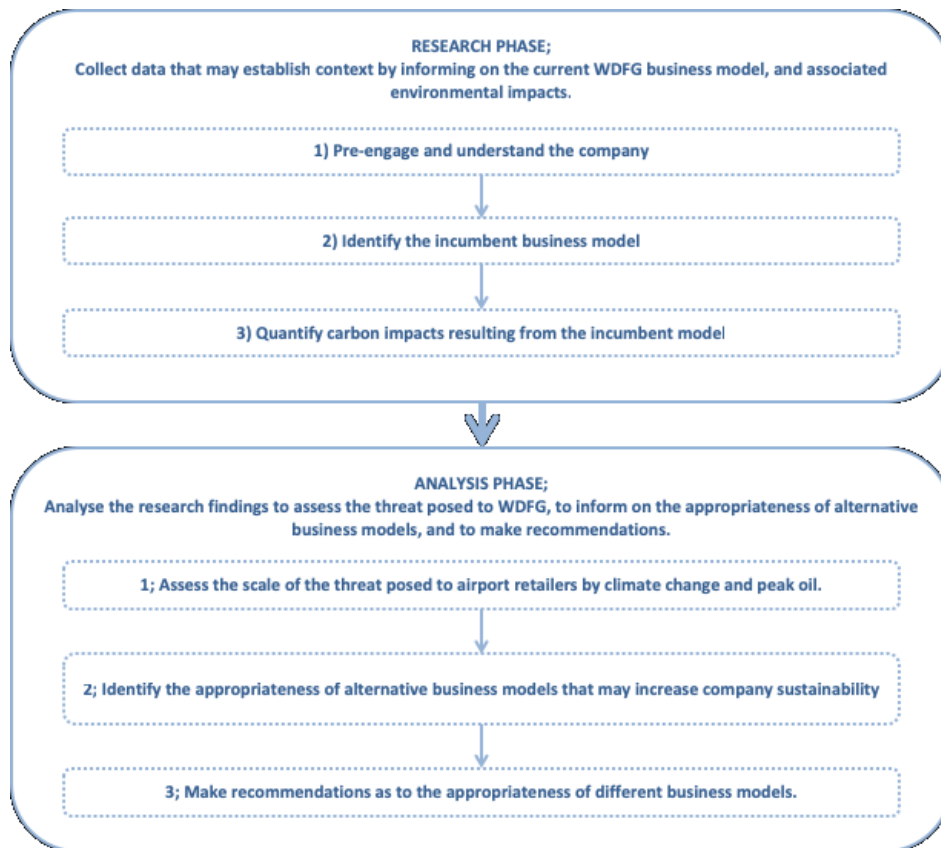 RESEARCH PHASE;
Collect data that may establish context by informing on the current WDFG business model, and associated
environmental impacts.
1) Pre-engage and understand the company
2) Identify the incumbent business model
3) Quantify carbon impacts resulting from the incumbent model
ANALYSIS PHASE;
Analyse the research findings to assess the threat posed to WDFG, to inform on the appropriateness of alternative
business models, and to make recommendations.
1; Assess the scale of the threat posed to airport retailers by climate change and peak oil.
2; Identify the appropriateness of alternative business models that may increase company sustainability
3; Make recommendations as to the appropriateness of different business models.